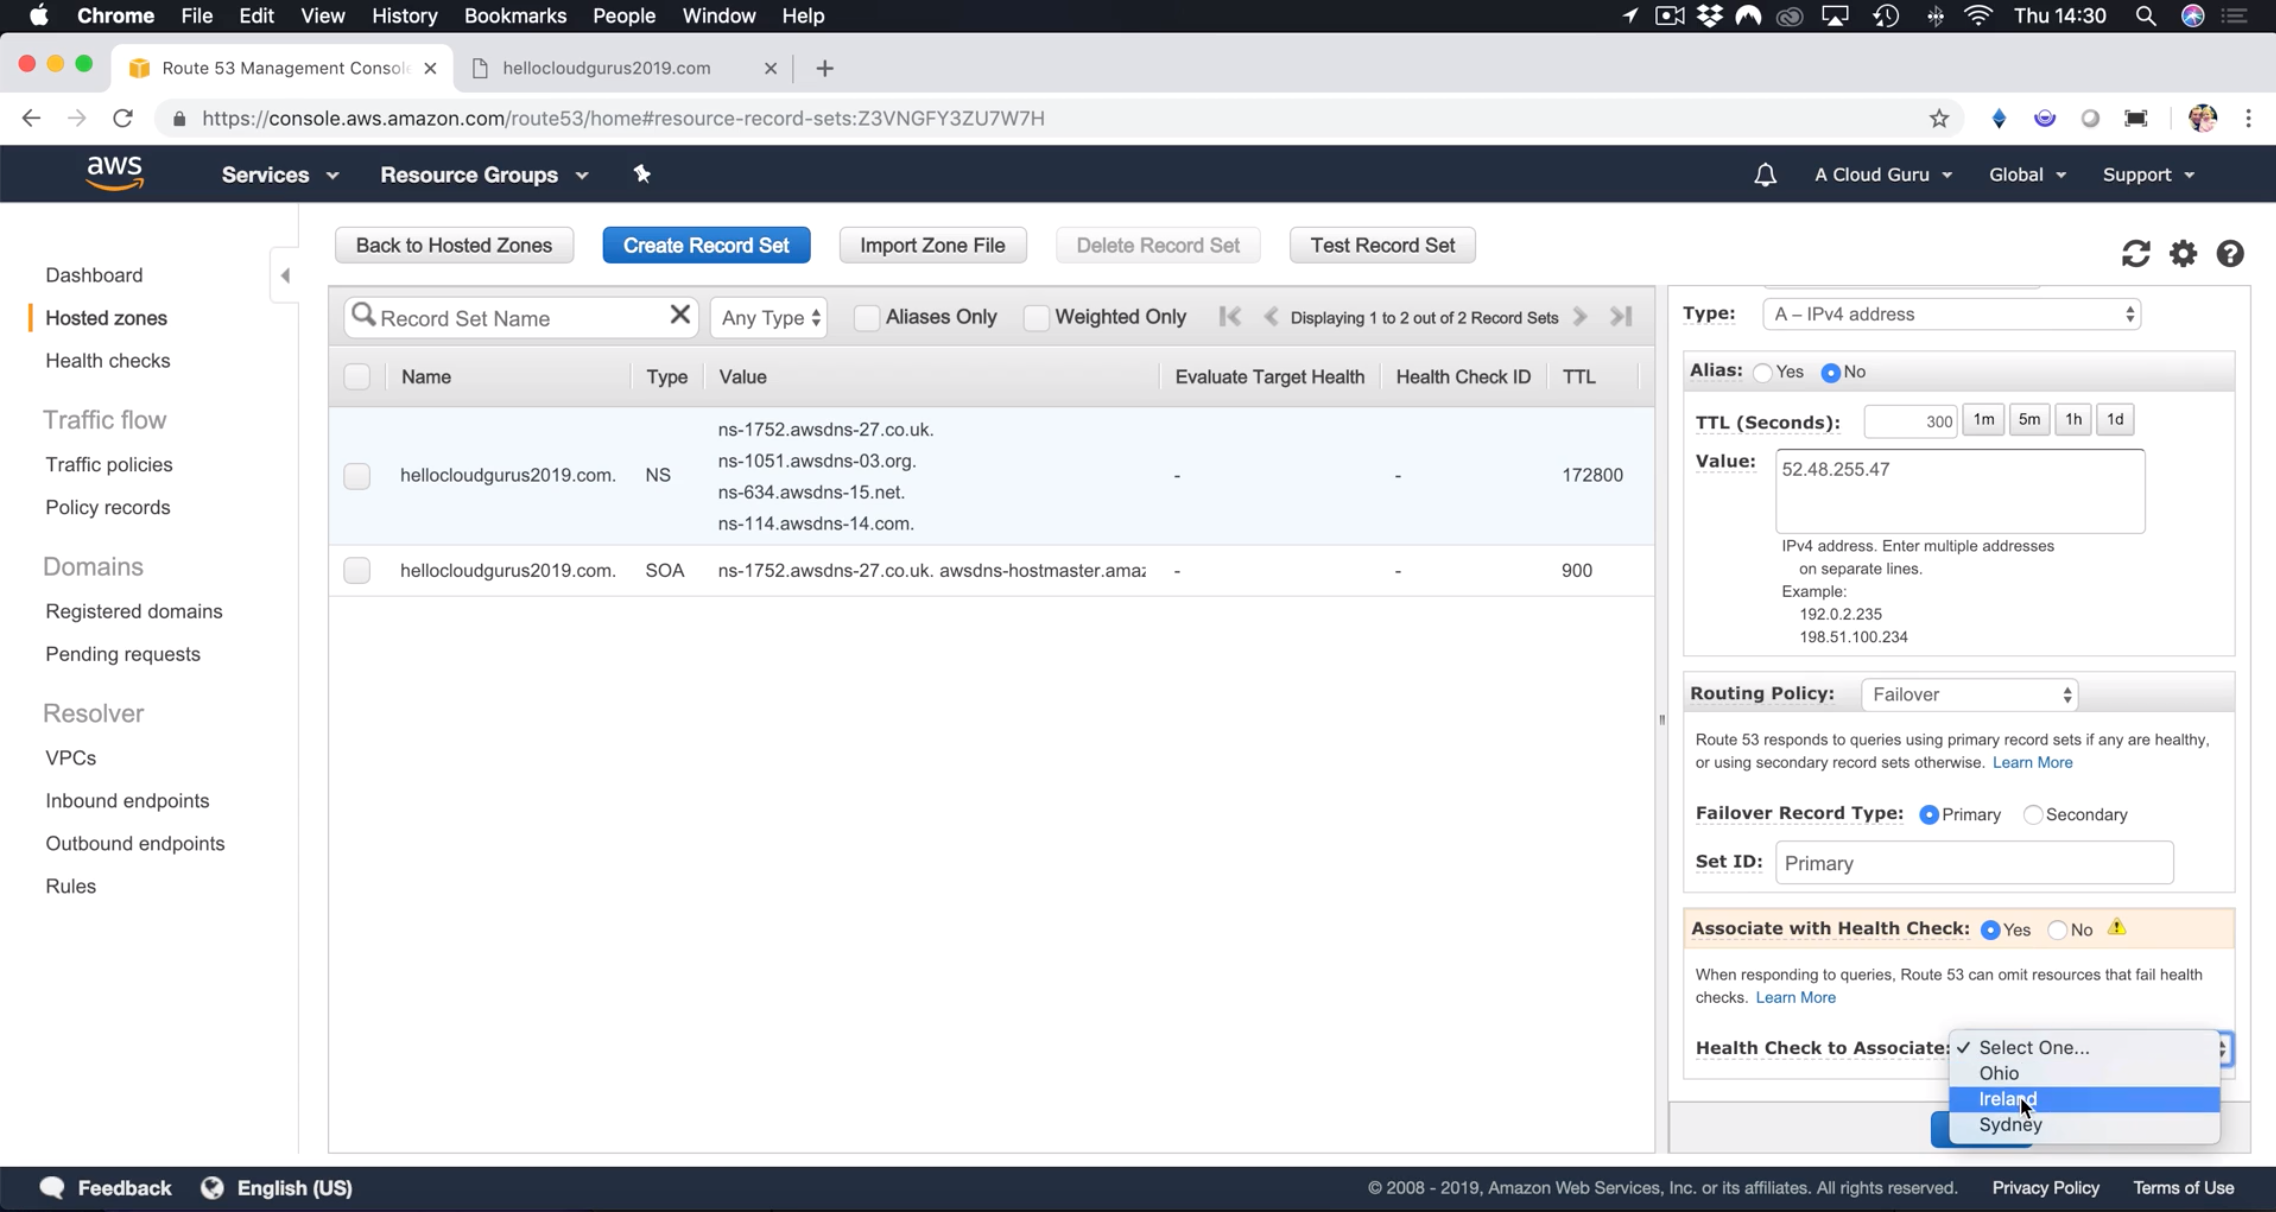 Chrome File Edit View History Bookmarks People Window Help Thu 14:30
Route 53 Management Consol
hellocloudgurus2019.com
https://console.aws.amazon.com/route53/home#resource-record-sets:Z3VNGFY3ZU7W7H
aws Services Resource Groups A Cloud Guru Global Support
Back to Hosted Zones Create Record Set Import Zone File Delete Record Set Test Record Set
Dashboard
Hosted zones
Health checks
Traffic flow
Traffic policies
Policy records
Domains
Registered domains
Pending requests
Resolver
VPCs
Inbound endpoints
Outbound endpoints
Rules
Record Set Name Any Type Aliases Only Weighted Only Displaying 1 to 2 out of 2 Record Sets
Name Type Value Evaluate Target Health Health Check ID TTL
ns-1752.awsdns-27.co.uk.
ns-1051.awsdns-03.org.
hellocloudgurus2019.com. NS - - 172800
ns-634.awsdns-15.net.
ns-114.awsdns-14.com.
hellocloudgurus2019.com. SOA ns-1752.awsdns-27.co.uk. awsdns-hostmaster.amaz - - 900
Type: A – IPv4 address
Alias: Yes No
TTL (Seconds): 300 1m 5m 1h 1d
Value: 52.48.255.47
IPv4 address. Enter multiple addresses
on separate lines.
Example:
192.0.2.235
198.51.100.234
Routing Policy: Failover
Route 53 responds to queries using primary record sets if any are healthy,
or using secondary record sets otherwise. Learn More
Failover Record Type: Primary Secondary
Set ID: Primary
Associate with Health Check: Yes No
When responding to queries, Route 53 can omit resources that fail health
checks. Learn More
Health Check to Associate: ✓ Select One...
Ohio
Ireland
Sydney
Feedback English (US) © 2008 - 2019, Amazon Web Services, Inc. or its affiliates. All rights reserved. Privacy Policy Terms of Use